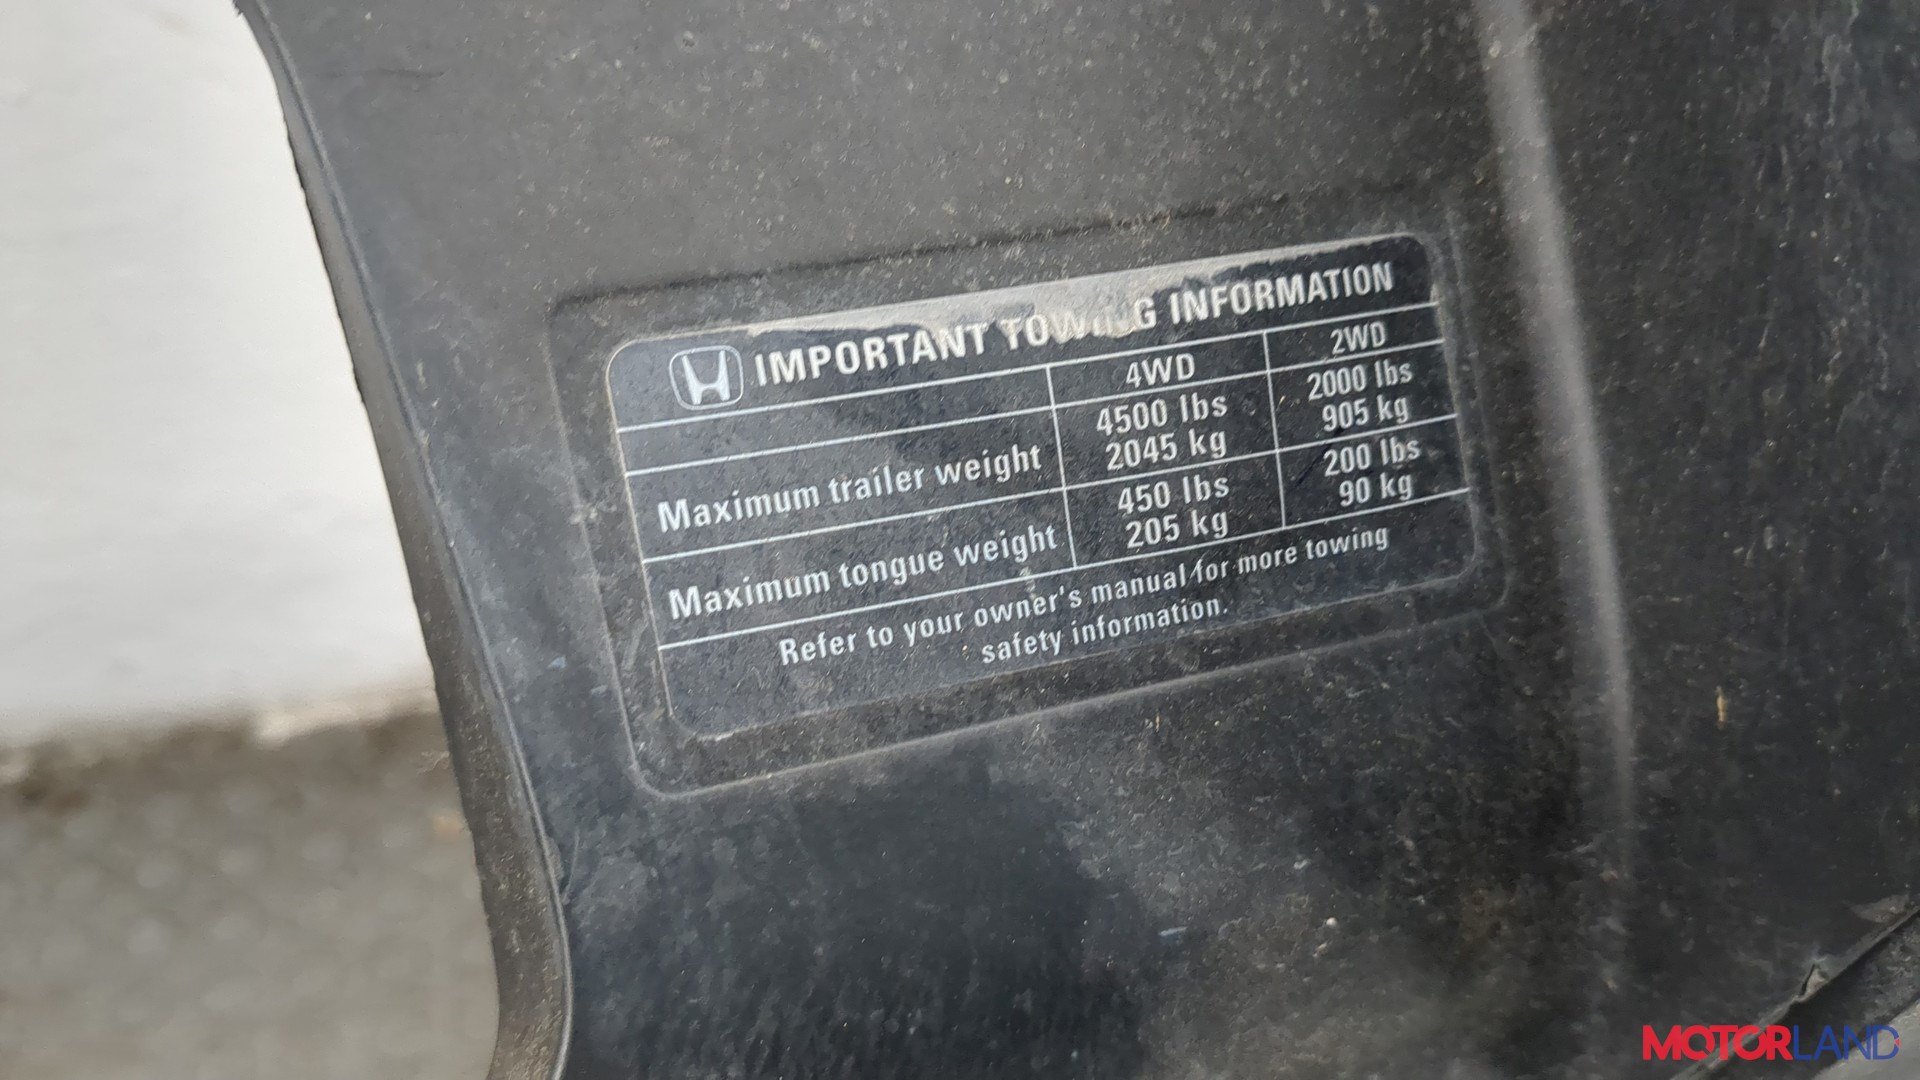 IMPORTANT TOWING INFORMATION
4WD 2WD
Maximum trailer weight 4500 lbs 2000 lbs
2045 kg 905 kg
Maximum tongue weight 450 lbs 200 lbs
205 kg 90 kg
Refer to your owner's manual for more towing
safety information.
MOTORLAND